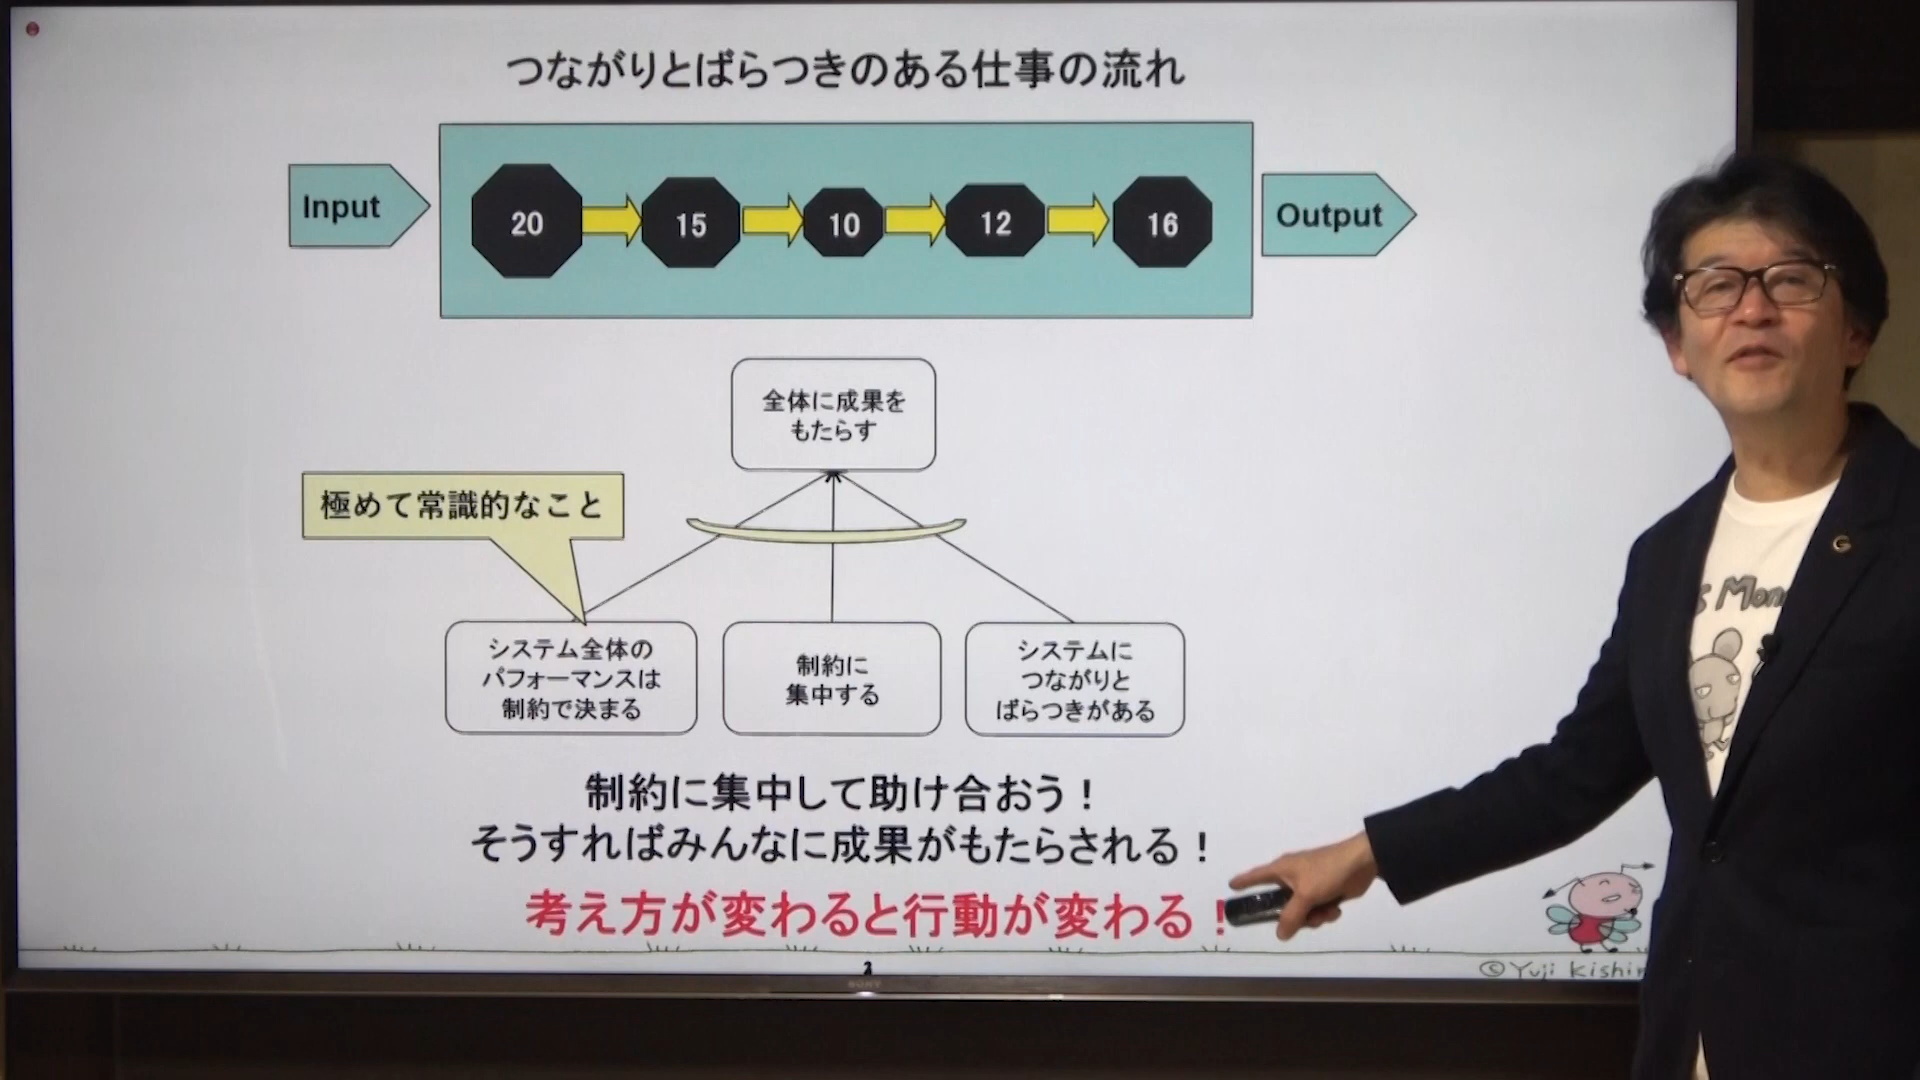 つながりとばらつきのある仕事の流れ
Input
20
15
10
12
16
Output
全体に成果を
もたらす
極めて常識的なこと
システム全体の
パフォーマンスは
制約で決まる
制約に
集中する
システムに
つながりと
ばらつきがある
制約に集中して助け合おう！
そうすればみんなに成果がもたらされる！
考え方が変わると行動が変わる！
©Yuji Kishir
SONY